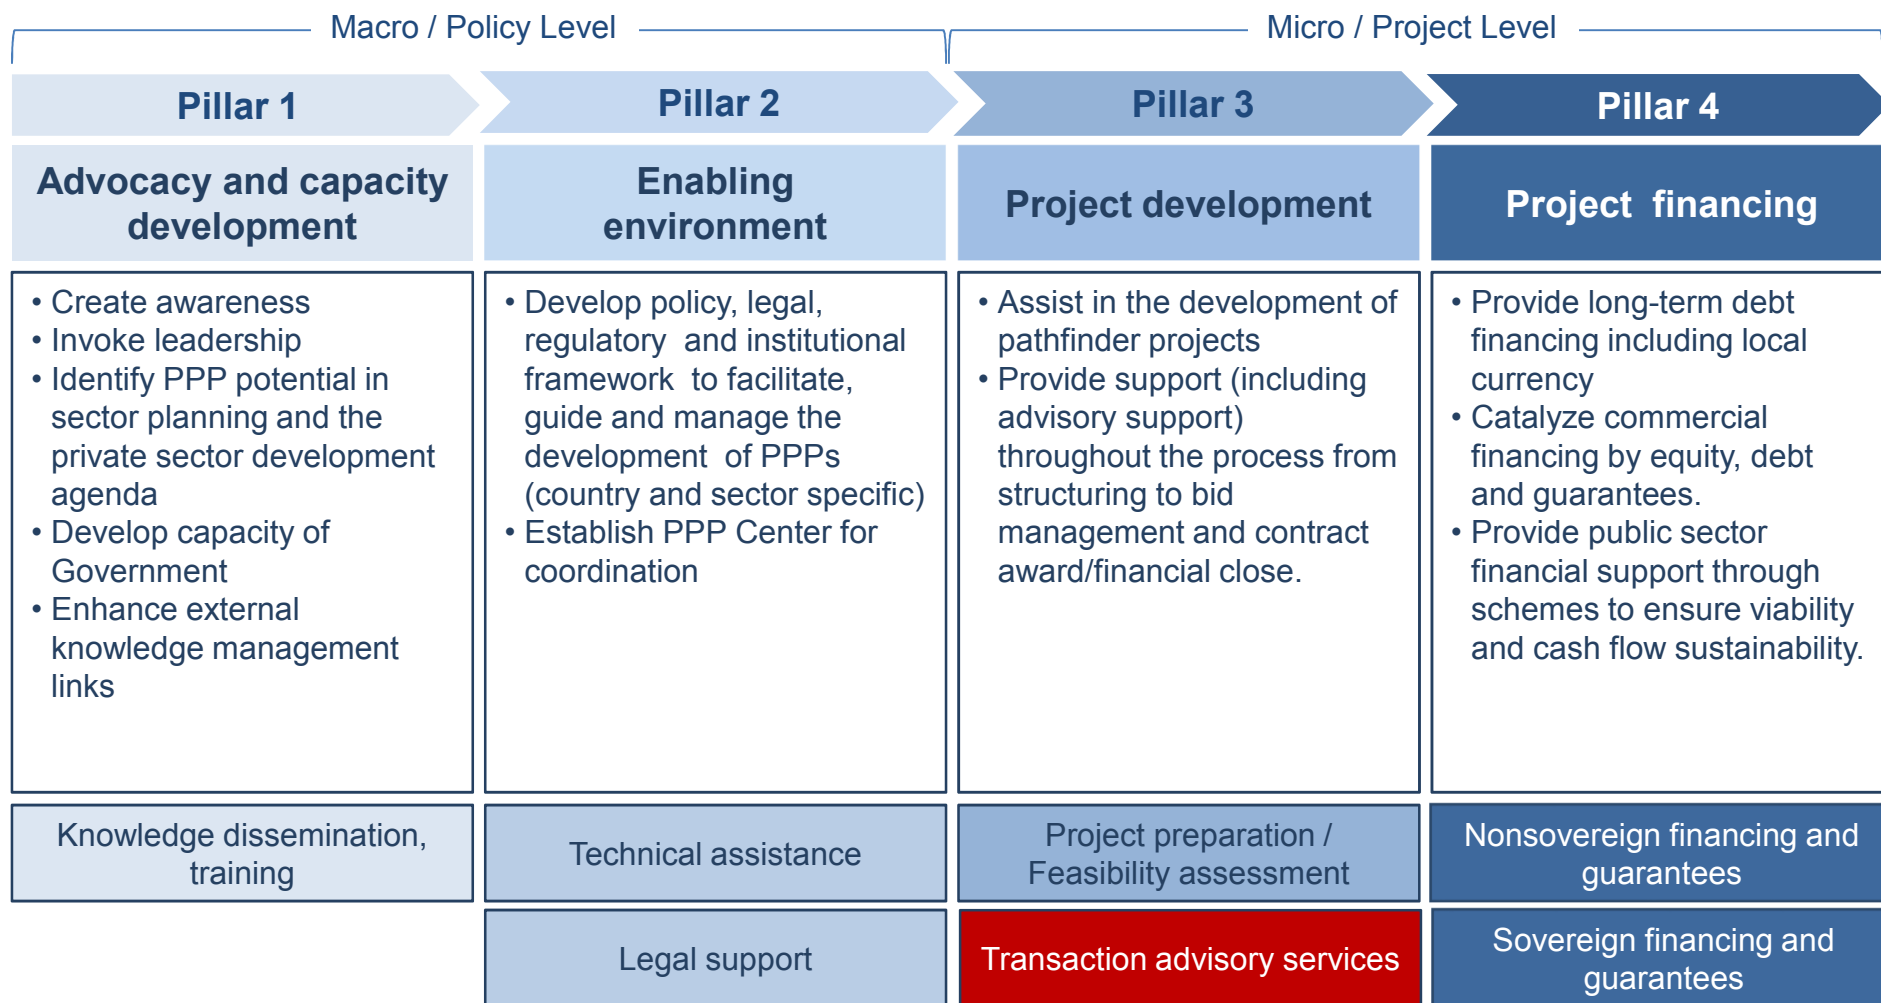 Macro / Policy Level
Micro / Project Level
Pillar 1
Pillar 2
Pillar 3
Pillar 4
Advocacy and capacity
development
Enabling
environment
Project development
Project financing
• Create awareness
• Invoke leadership
• Identify PPP potential in
sector planning and the
private sector development
agenda
• Develop capacity of
Government
• Enhance external
knowledge management
links
• Develop policy, legal,
regulatory and institutional
framework to facilitate,
guide and manage the
development of PPPs
(country and sector specific)
• Establish PPP Center for
coordination
• Assist in the development of
pathfinder projects
• Provide support (including
advisory support)
throughout the process from
structuring to bid
management and contract
award/financial close.
• Provide long-term debt
financing including local
currency
• Catalyze commercial
financing by equity, debt
and guarantees.
• Provide public sector
financial support through
schemes to ensure viability
and cash flow sustainability.
Knowledge dissemination,
training
Technical assistance
Project preparation /
Feasibility assessment
Nonsovereign financing and
guarantees
Legal support
Transaction advisory services
Sovereign financing and
guarantees